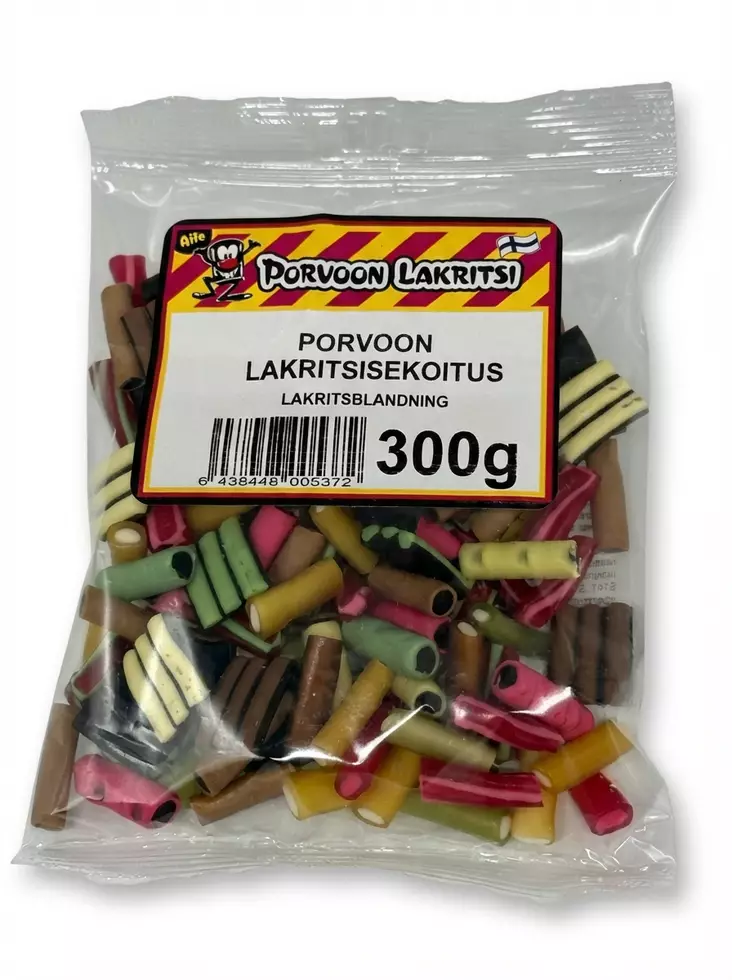 Aife
PORVOON LAKRITSI
PORVOON
LAKRITSISEKOITUS
LAKRITSBLANDNING
300g
6 438448 005372